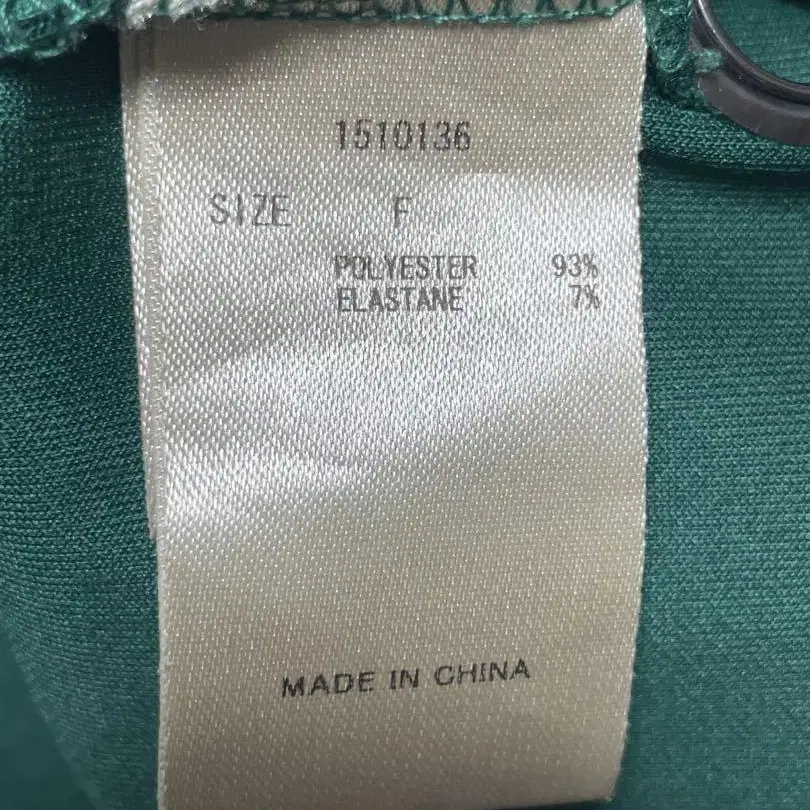 1510136
SIZE F
POLYESTER 93%
ELASTANE 7%
MADE IN CHINA